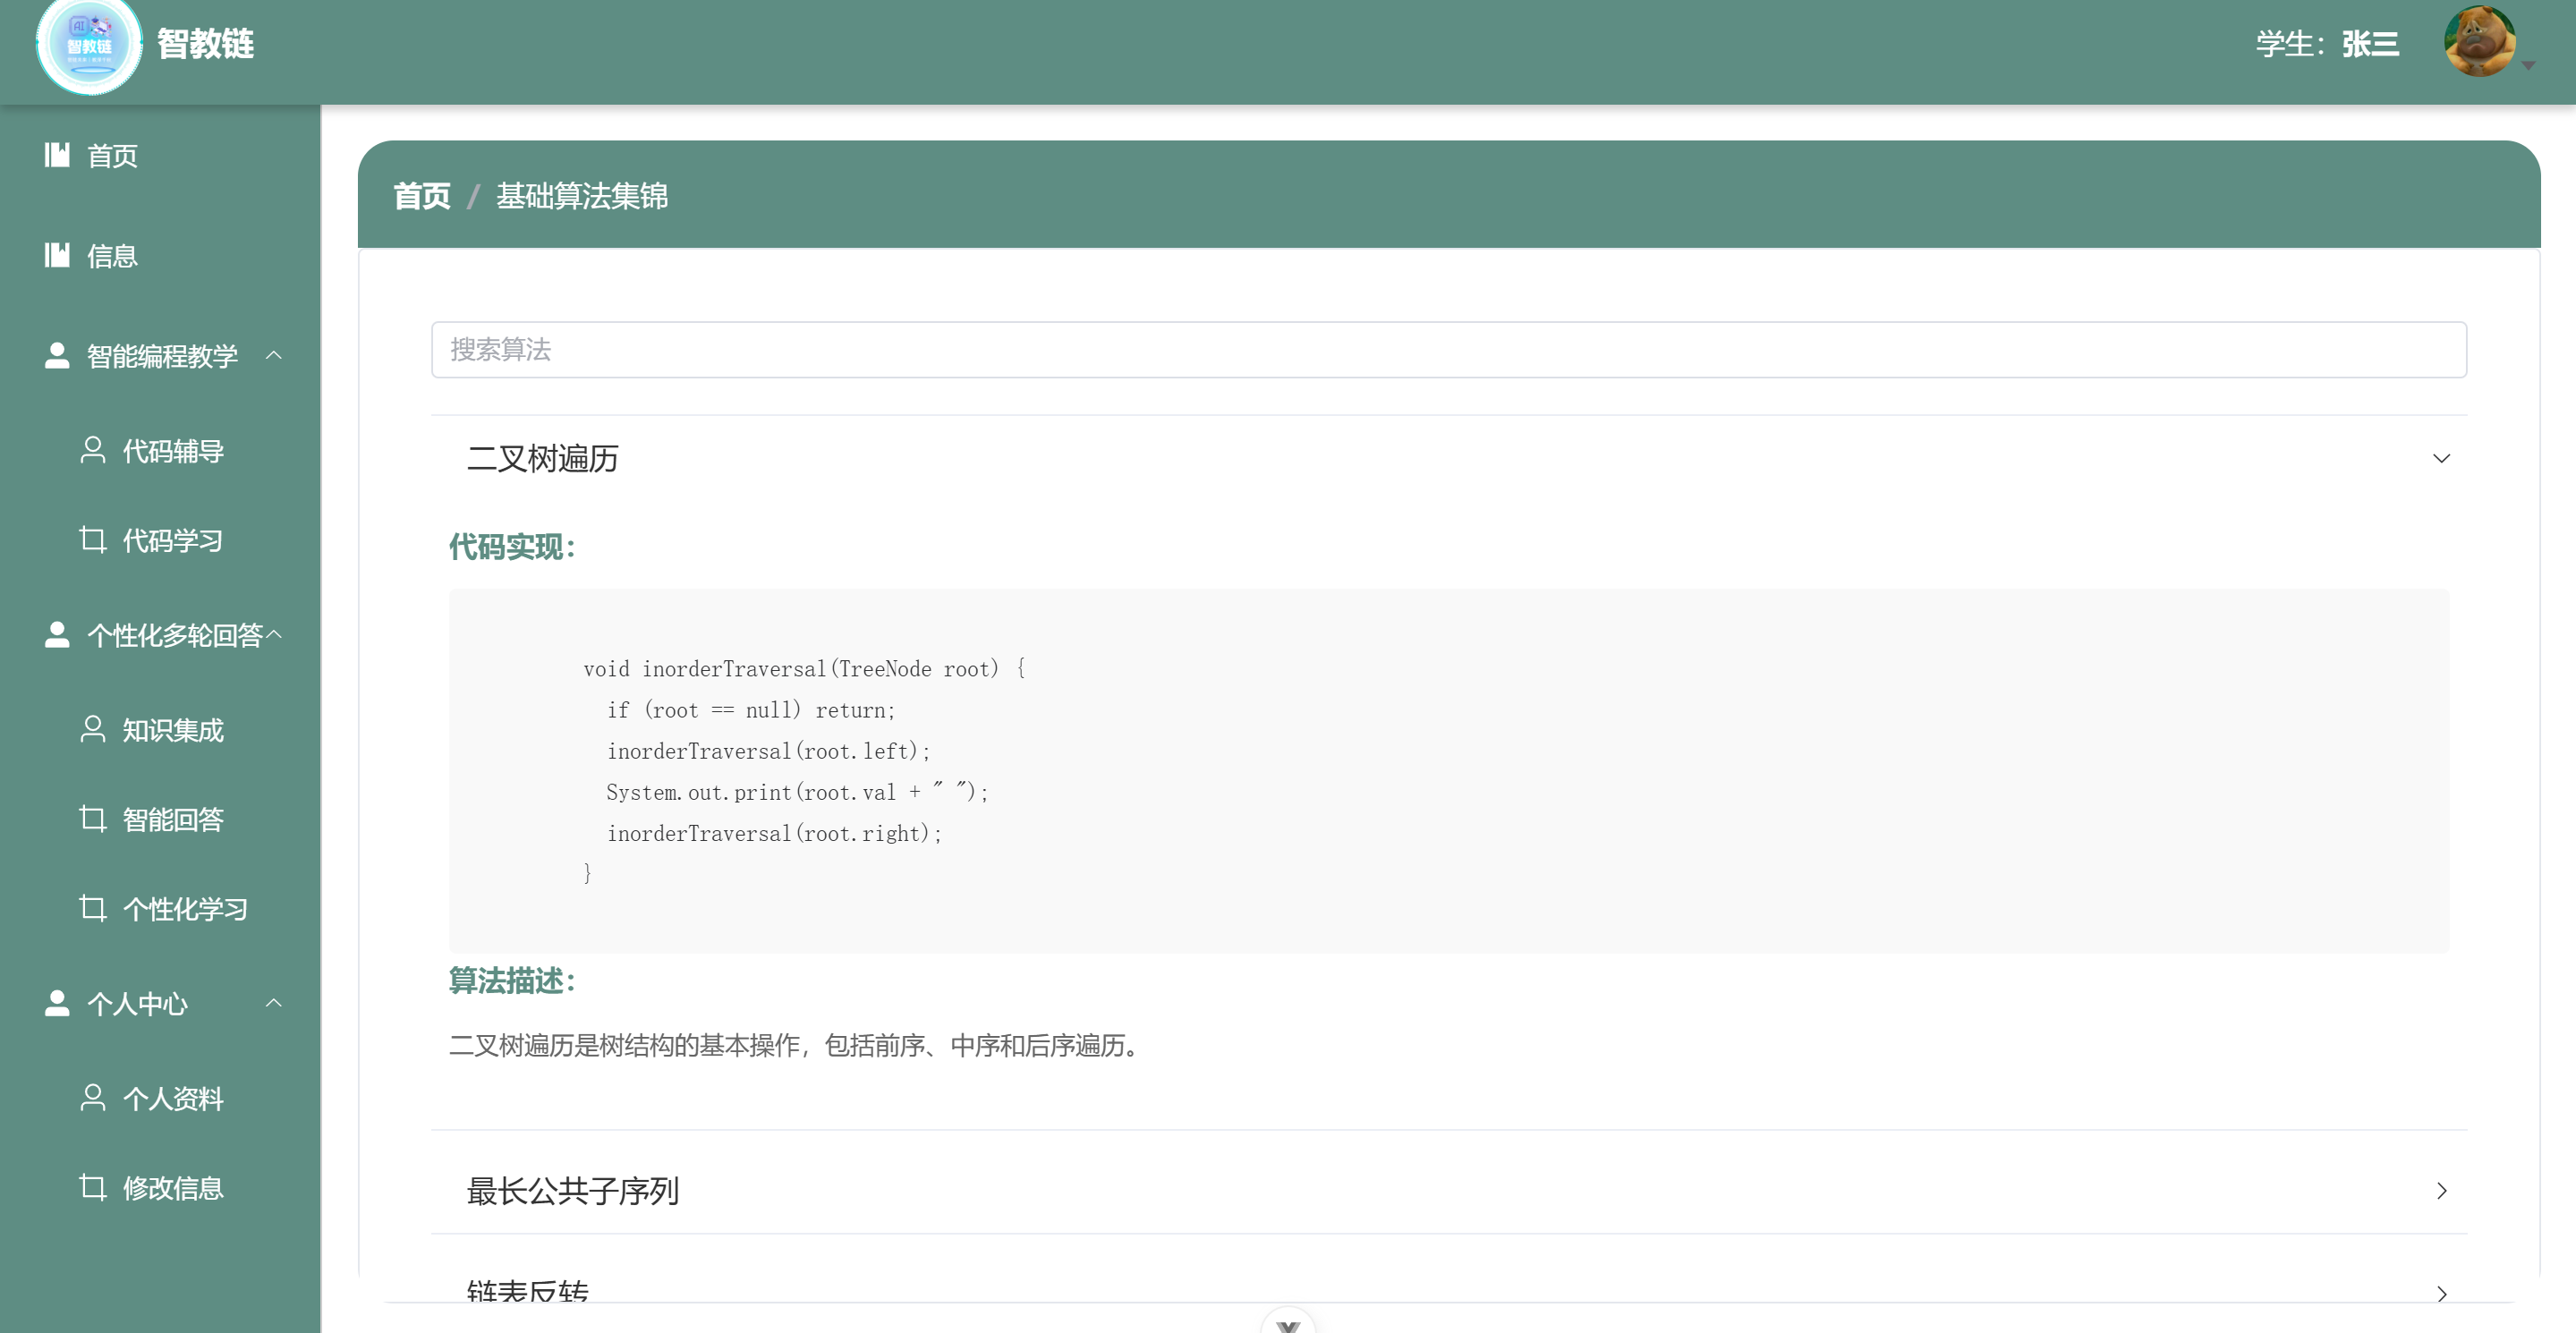 AI
智教链
智教链
学生：张三
首页
信息
智能编程教学
代码辅导
代码学习
个性化多轮回答
知识集成
智能回答
个性化学习
个人中心
个人资料
修改信息
首页 / 基础算法集锦
搜索算法
二叉树遍历
代码实现：
void inorderTraversal(TreeNode root) {
if (root == null) return;
inorderTraversal(root.left);
System.out.print(root.val + " ");
inorderTraversal(root.right);
}
算法描述：
二叉树遍历是树结构的基本操作，包括前序、中序和后序遍历。
最长公共子序列
链表反转